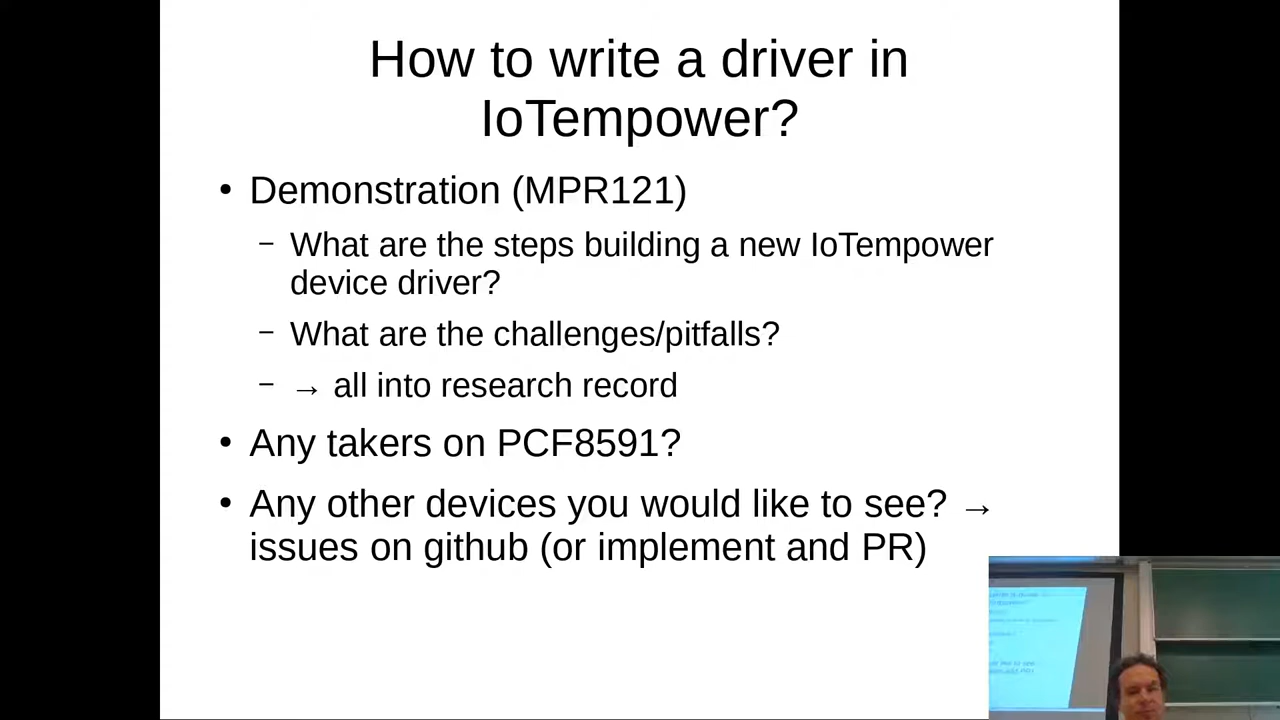 How to write a driver in
IoTempower?
• Demonstration (MPR121)
– What are the steps building a new IoTempower
device driver?
– What are the challenges/pitfalls?
– → all into research record
• Any takers on PCF8591?
• Any other devices you would like to see? →
issues on github (or implement and PR)